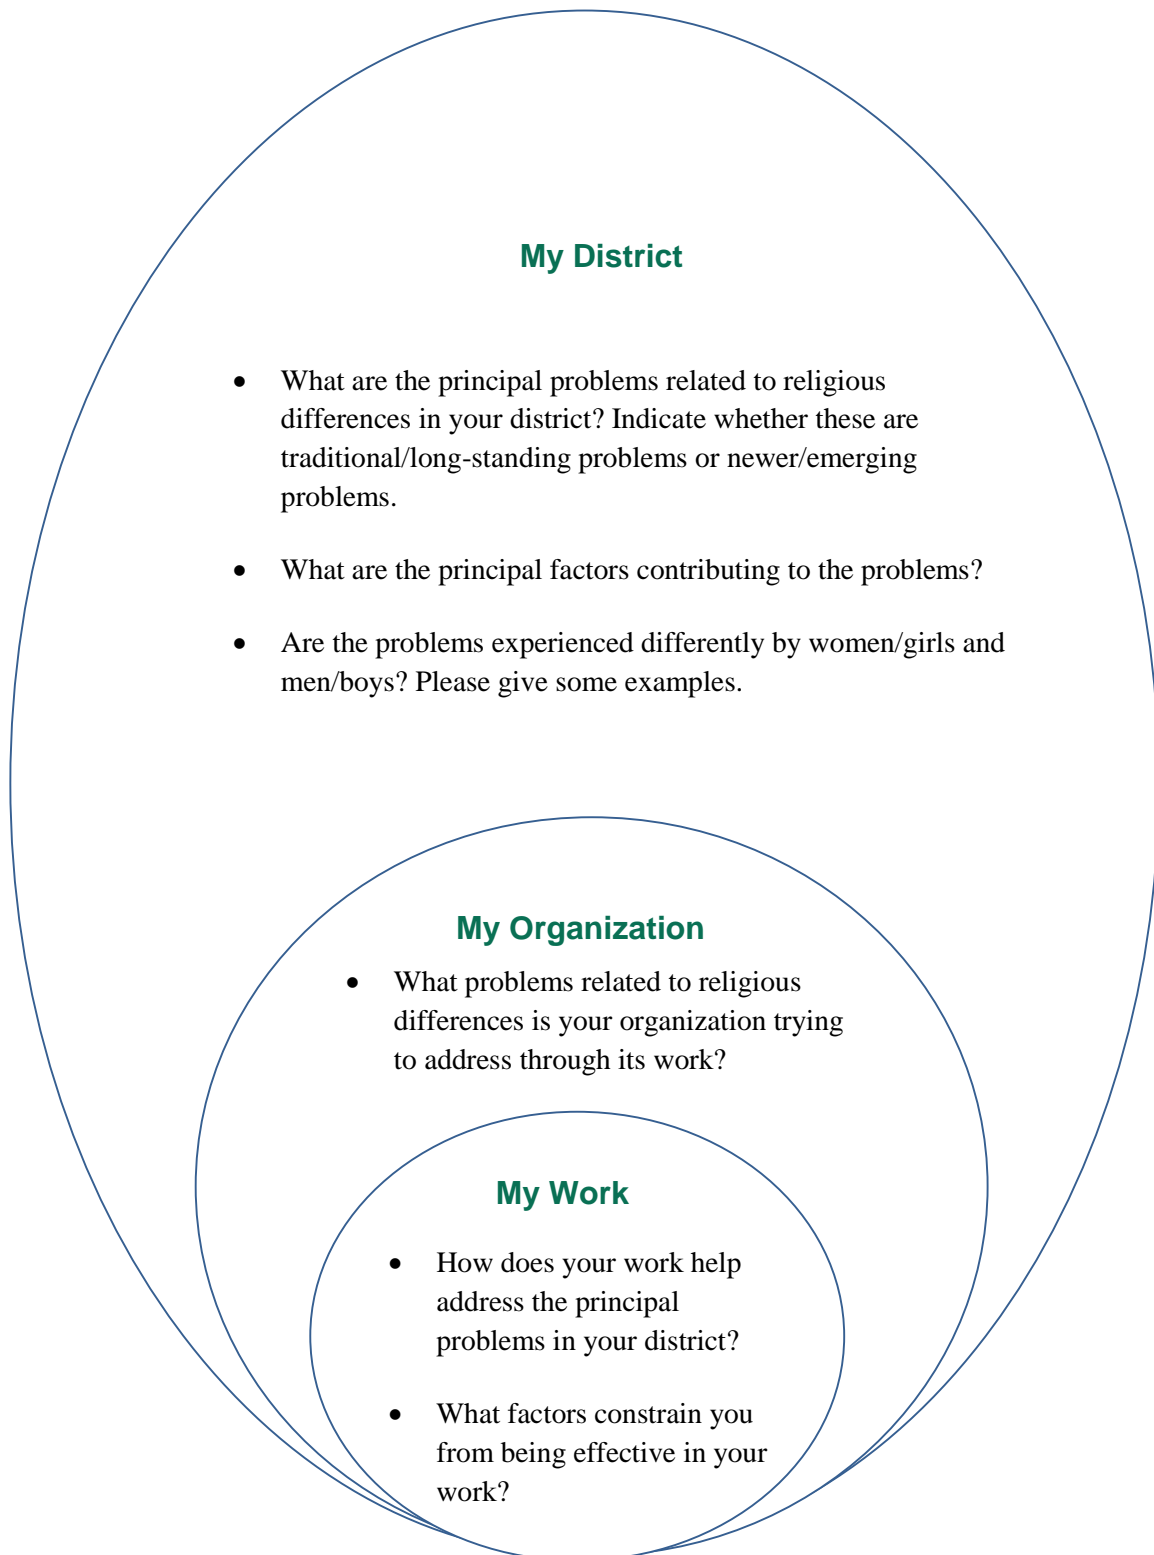 My District
• What are the principal problems related to religious
differences in your district? Indicate whether these are
traditional/long-standing problems or newer/emerging
problems.
• What are the principal factors contributing to the problems?
• Are the problems experienced differently by women/girls and
men/boys? Please give some examples.
My Organization
• What problems related to religious
differences is your organization trying
to address through its work?
My Work
• How does your work help
address the principal
problems in your district?
• What factors constrain you
from being effective in your
work?